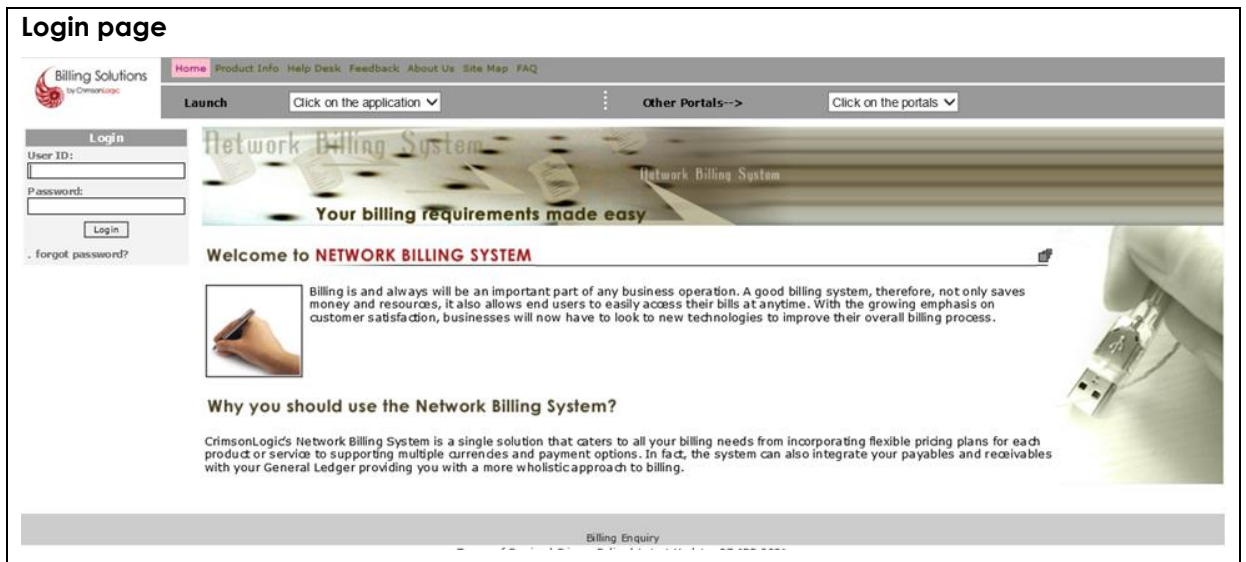 Login page
Billing Solutions
by CrimsonLogic
Home Product Info Help Desk Feedback About Us Site Map FAQ
Launch Click on the application Other Portals--> Click on the portals
Login
User ID:
Password:
Login
. forgot password?
Network Billing System
Network Billing System
Your billing requirements made easy
Welcome to NETWORK BILLING SYSTEM
Billing is and always will be an important part of any business operation. A good billing system, therefore, not only saves
money and resources, it also allows end users to easily access their bills at anytime. With the growing emphasis on
customer satisfaction, businesses will now have to look to new technologies to improve their overall billing process.
Why you should use the Network Billing System?
CrimsonLogic's Network Billing System is a single solution that caters to all your billing needs from incorporating flexible pricing plans for each
product or service to supporting multiple currencies and payment options. In fact, the system can also integrate your payables and receivables
with your General Ledger providing you with a more wholistic approach to billing.
Billing Enquiry